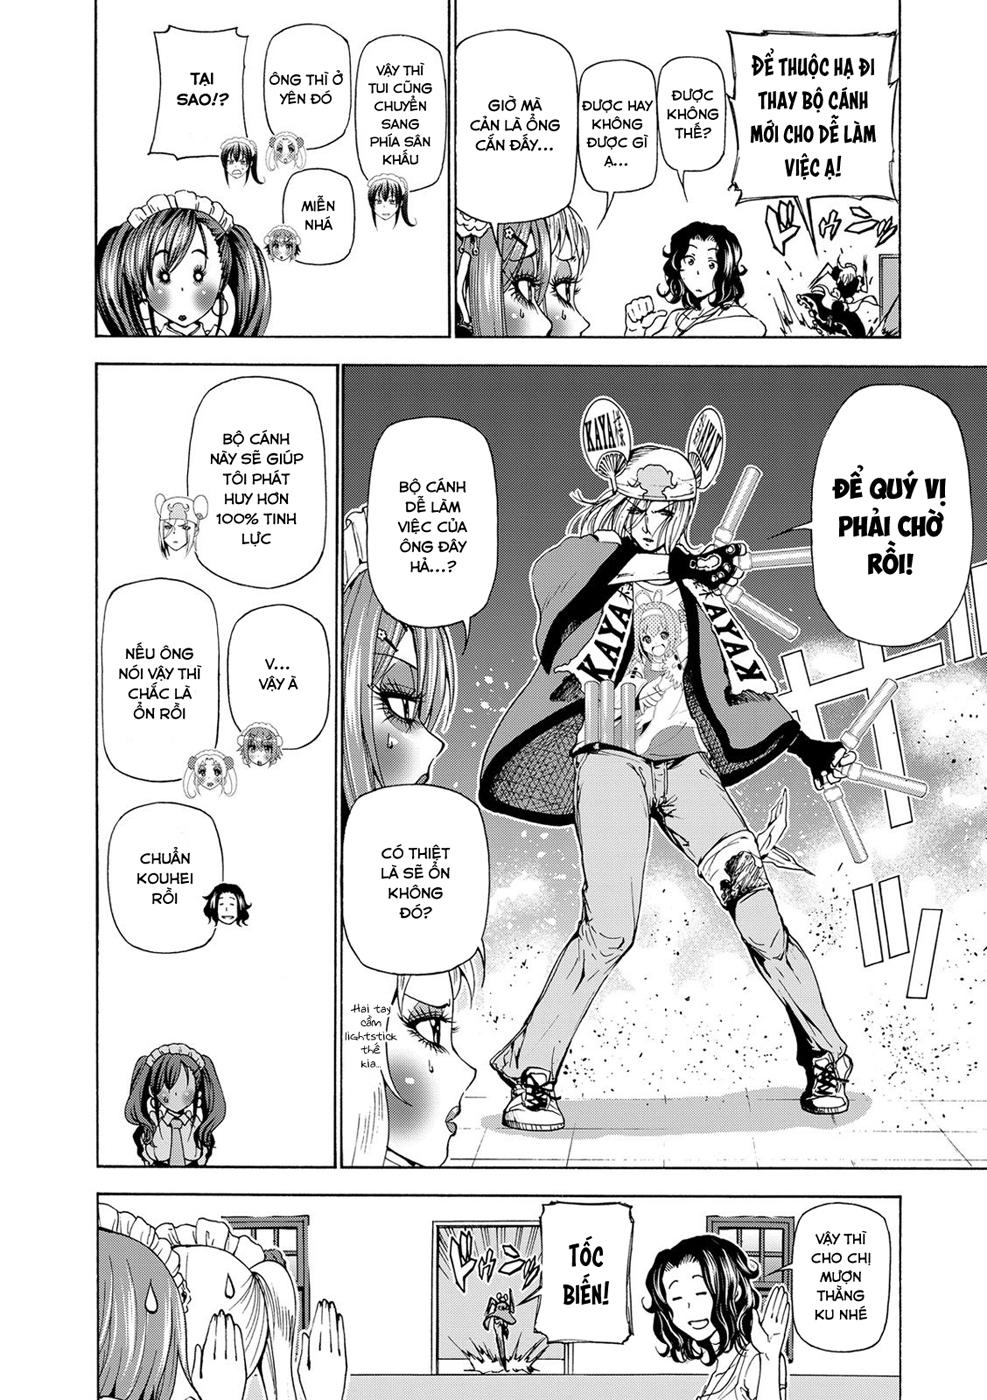 ĐỂ THUỘC HẠ ĐI
THAY BỘ CÁNH
MỚI CHO DỄ LÀM
VIỆC Ạ!
ĐƯỢC
KHÔNG
THẾ?
ĐƯỢC HAY
KHÔNG
ĐƯỢC GÌ
Ạ...
GIỜ MÀ
CẢN LÀ ỔNG
CẮN ĐẤY...
VẬY THÌ
TUI CŨNG
CHUYỂN
SANG
PHÍA SÂN
KHẤU
ÔNG THÌ Ở
YÊN ĐÓ
MIỄN
NHÁ
TẠI
SAO!?
ĐỂ QUÝ VỊ
PHẢI CHỜ
RỒI!
KAYA
KAYA
KAYA
BỘ CÁNH
DỄ LÀM
VIỆC CỦA
ÔNG ĐÂY
HẢ...?
CÓ THIỆT
LÀ SẼ ỔN
KHÔNG
ĐÓ?
Hai tay
cầm
lightstick
thế
kia...
BỘ CÁNH
NÀY SẼ GIÚP
TÔI PHÁT
HUY HƠN
100% TINH
LỰC
V...
VẬY À
NẾU ÔNG
NÓI VẬY THÌ
CHẮC LÀ
ỔN RỒI
CHUẨN
KOUHEI
RỒI
VẬY THÌ
CHO CHỊ
MƯỢN
THẰNG
KU NHÉ
TỐC
BIẾN!